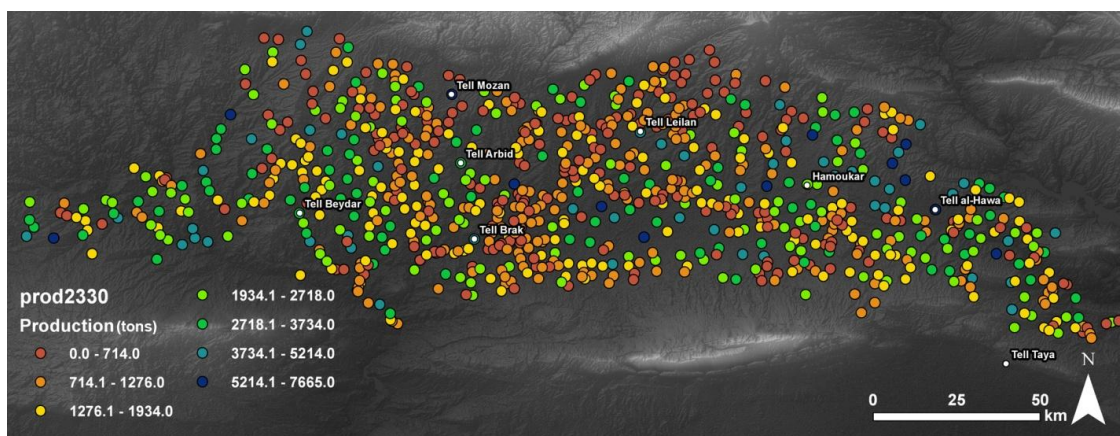 Tell Mozan
Tell Leilan
Tell Arbid
Hamoukar
Tell Beydar
Tell al-Hawa
Tell Brak
prod2330
Production (tons)
0.0 - 714.0
714.1 - 1276.0
1276.1 - 1934.0
1934.1 - 2718.0
2718.1 - 3734.0
3734.1 - 5214.0
5214.1 - 7665.0
Tell Taya
N
0 25 50
km